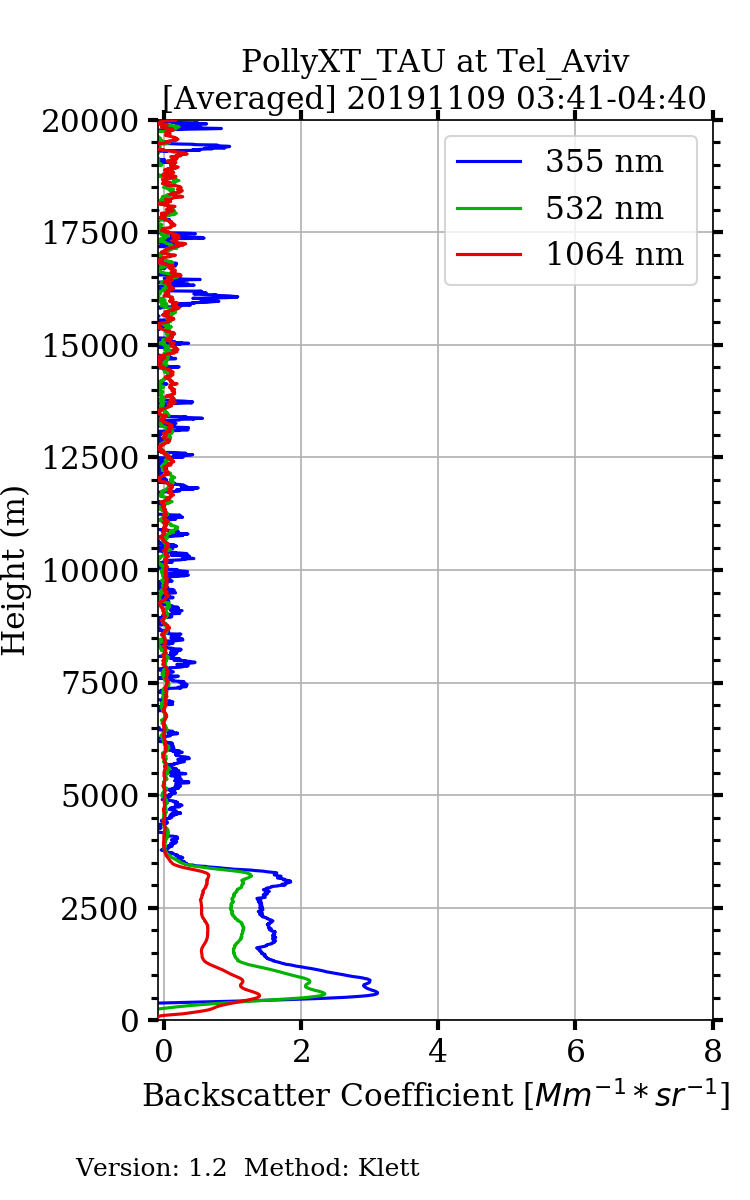 PollyXT_TAU at Tel_Aviv
[Averaged] 20191109 03:41-04:40
355 nm
532 nm
1064 nm
20000
17500
15000
12500
10000
7500
5000
2500
0
Height (m)
0 2 4 6 8
Backscatter Coefficient [Mm⁻¹ * sr⁻¹]
Version: 1.2 Method: Klett